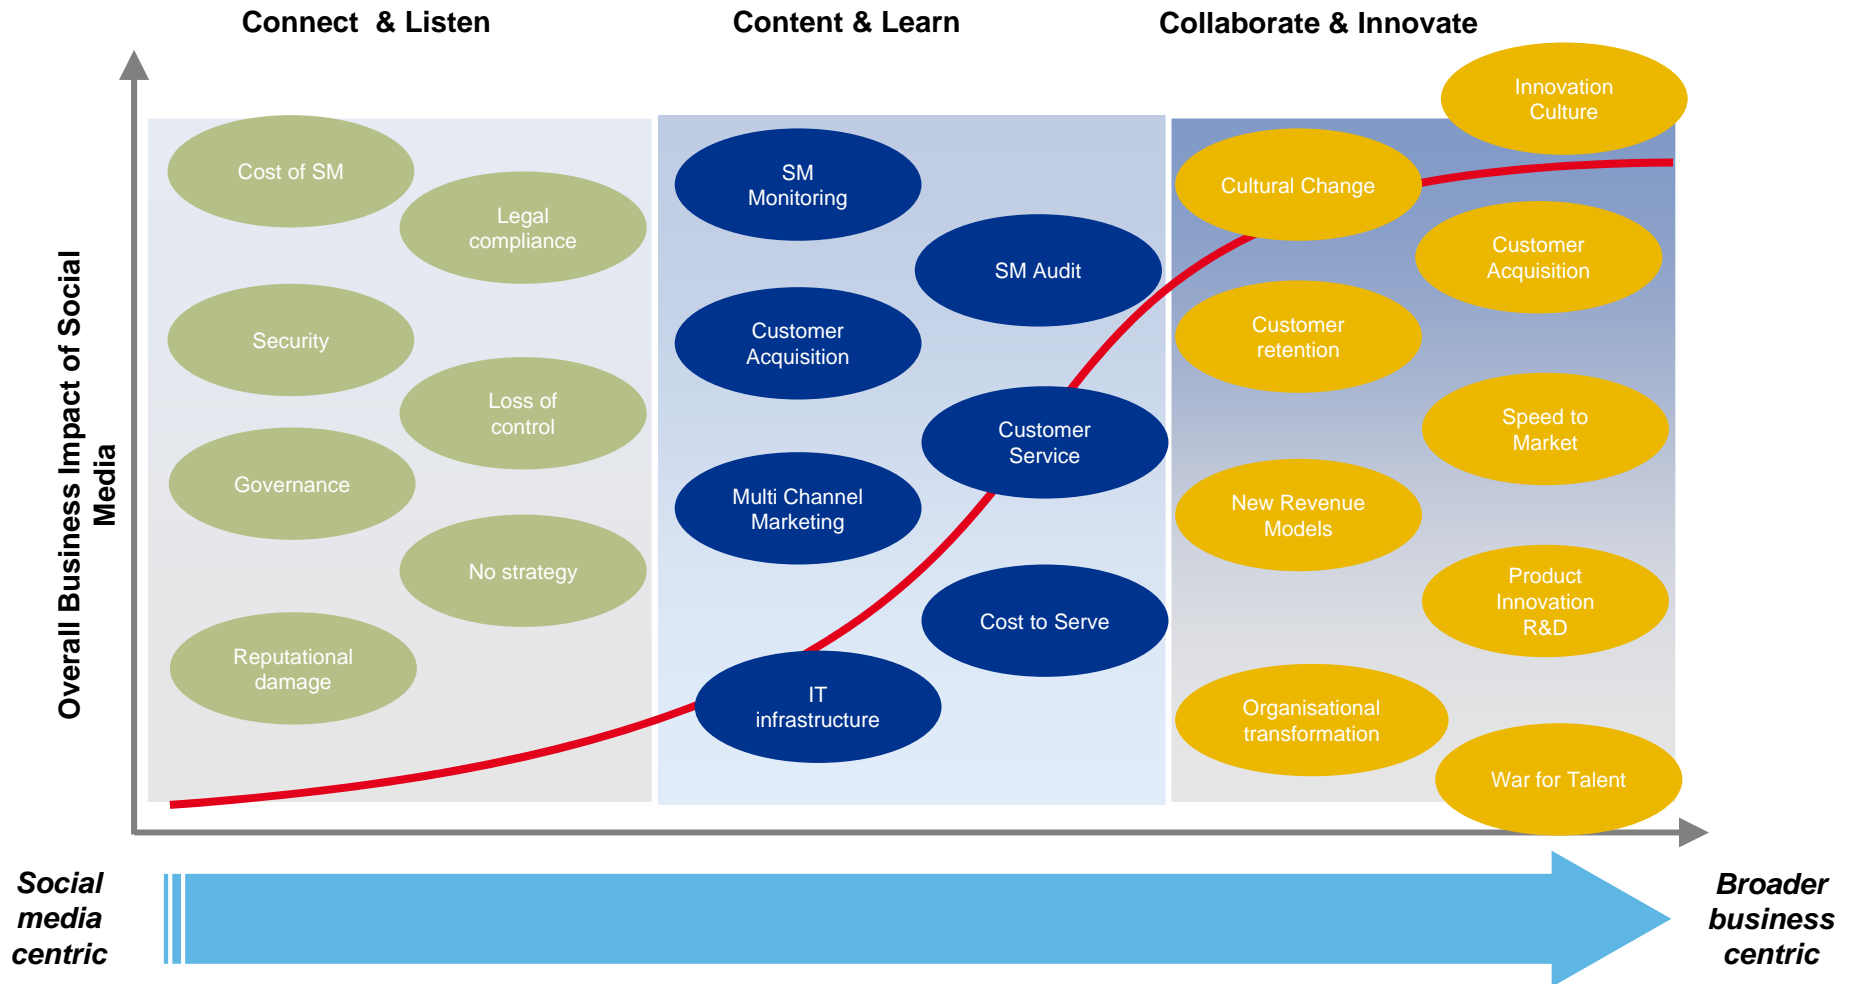 Connect & Listen
Content & Learn
Collaborate & Innovate
Overall Business Impact of Social
Media
Cost of SM
Legal
compliance
Security
Loss of
control
Governance
No strategy
Reputational
damage
SM
Monitoring
SM Audit
Customer
Acquisition
Customer
Service
Multi Channel
Marketing
Cost to Serve
IT
infrastructure
Innovation
Culture
Cultural Change
Customer
Acquisition
Customer
retention
Speed to
Market
New Revenue
Models
Product
Innovation
R&D
Organisational
transformation
War for Talent
Social
media
centric
Broader
business
centric